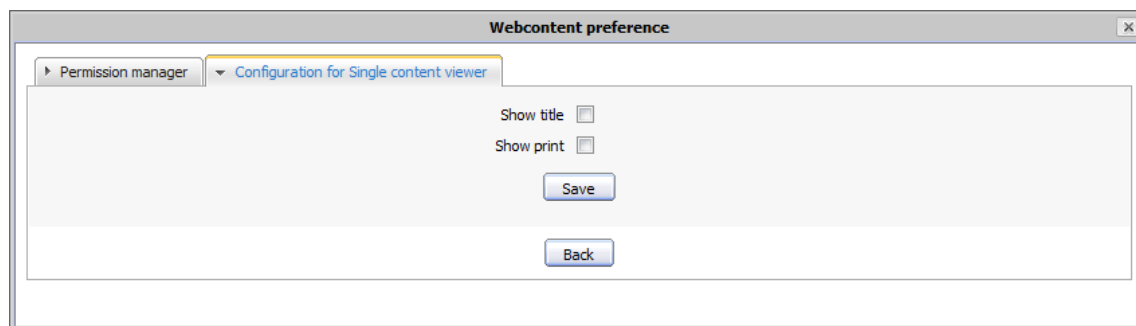 Webcontent preference
Permission manager
Configuration for Single content viewer
Show title
Show print
Save
Back